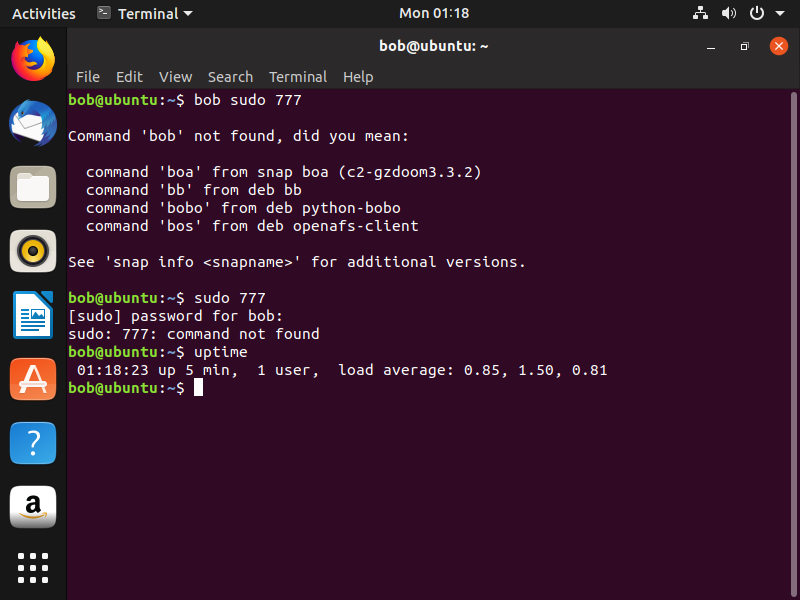 Activities Terminal Mon 01:18
bob@ubuntu: ~
File Edit View Search Terminal Help
bob@ubuntu:~$ bob sudo 777
Command 'bob' not found, did you mean:
command 'boa' from snap boa (c2-gzdoom3.3.2)
command 'bb' from deb bb
command 'bobo' from deb python-bobo
command 'bos' from deb openafs-client
See 'snap info <snapname>' for additional versions.
bob@ubuntu:~$ sudo 777
[sudo] password for bob:
sudo: 777: command not found
bob@ubuntu:~$ uptime
01:18:23 up 5 min,  1 user,  load average: 0.85, 1.50, 0.81
bob@ubuntu:~$
?
a